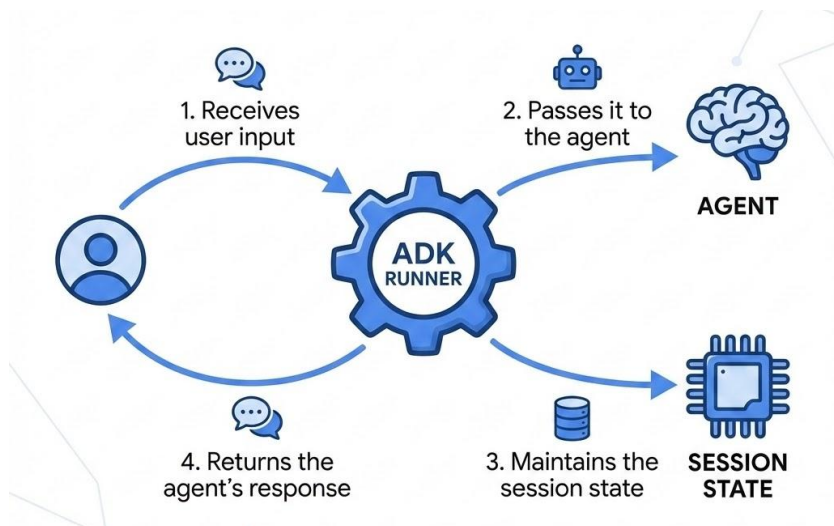 1. Receives
user input
2. Passes it to
the agent
AGENT
ADK
RUNNER
4. Returns the
agent's response
3. Maintains the
session state
SESSION
STATE